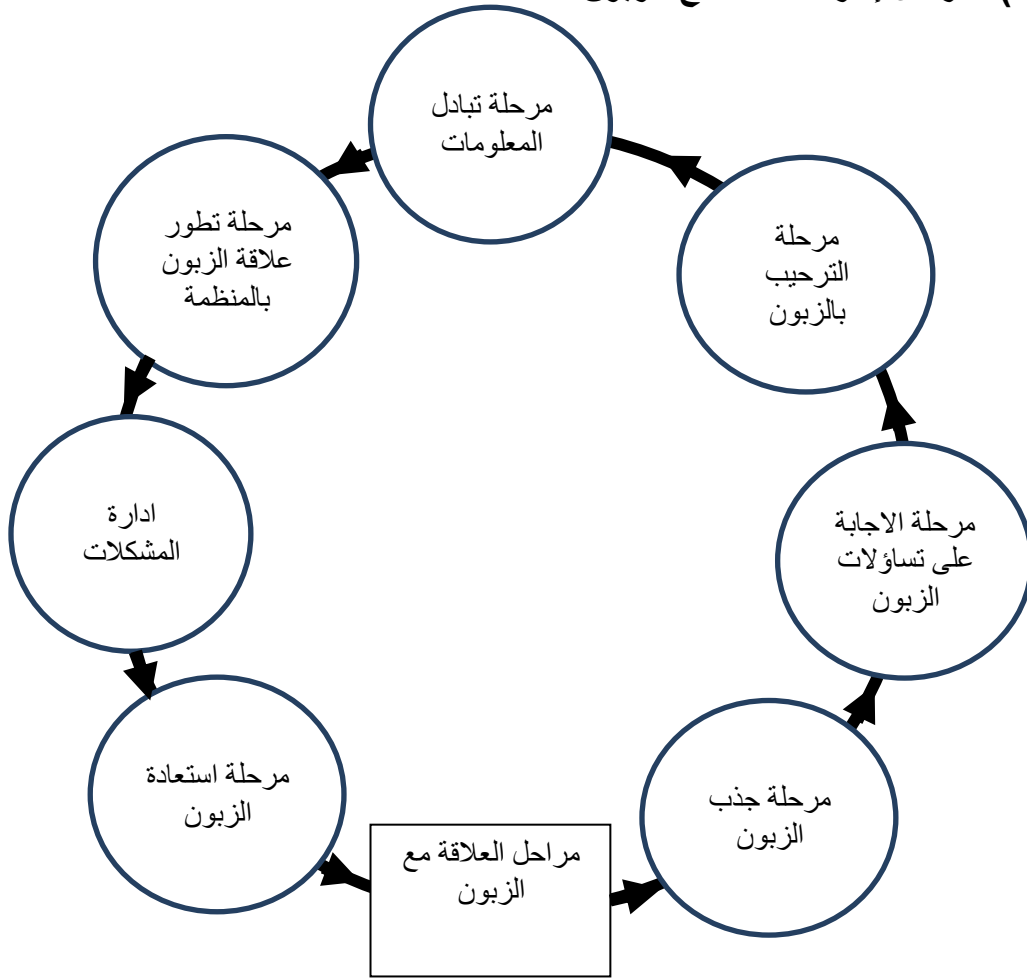 مرحلة تبادل
المعلومات
مرحلة تطور
علاقة الزبون
بالمنظمة
مرحلة
الترحيب
بالزبون
ادارة
المشكلات
مرحلة الاجابة
على تساؤلات
الزبون
مرحلة استعادة
الزبون
مرحلة جذب
الزبون
مراحل العلاقة مع
الزبون